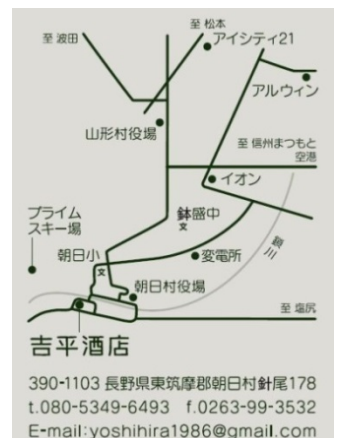 至 松本
至 波田
アイシティ21
アルウィン
山形村役場
至 信州まつもと
空港
イオン
プライム
スキー場
鉢盛中
文
鎖川
朝日小
文
変電所
朝日村役場
至 塩尻
吉平酒店
390-1103 長野県東筑摩郡朝日村針尾178
t.080-5349-6493 f.0263-99-3532
E-mail:yoshihira1986@gmail.com